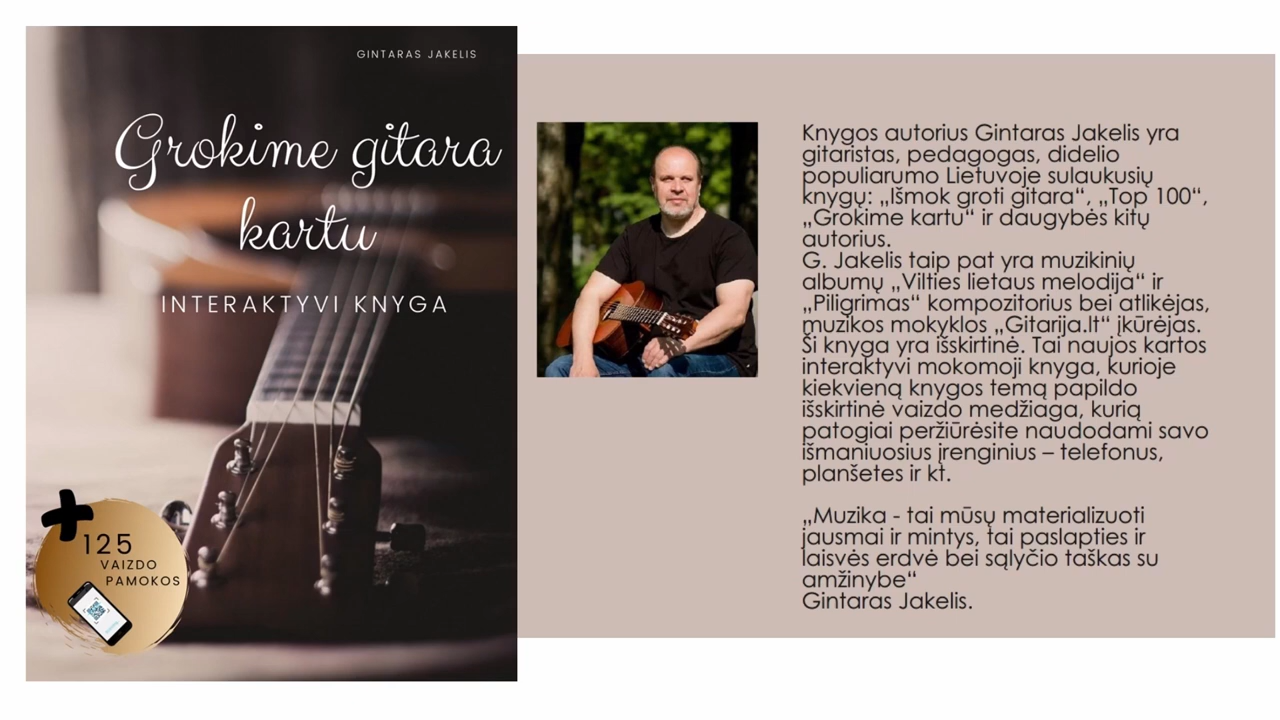 GINTARAS JAKELIS
Grokime gitara
kartu
INTERAKTYVI KNYGA
125
VAIZDO
PAMOKOS
Knygos autorius Gintaras Jakelis yra
gitaristas, pedagogas, didelio
populiarumo Lietuvoje sulaukusių
knygų: „Išmok groti gitara“, „Top 100“,
„Grokime kartu“ ir daugybės kitų
autorius.
G. Jakelis taip pat yra muzikinių
albumų „Vilties lietaus melodija“ ir
„Piligrimas“ kompozitorius bei atlikėjas,
muzikos mokyklos „Gitarija.lt“ įkūrėjas.
Ši knyga yra išskirtinė. Tai naujos kartos
interaktyvi mokomoji knyga, kurioje
kiekvieną knygos temą papildo
išskirtinė vaizdo medžiaga, kurią
patogiai peržiūrėsite naudodami savo
išmaniuosius įrenginius – telefonus,
planšetes ir kt.
„Muzika - tai mūsų materializuoti
jausmai ir mintys, tai paslapties ir
laisvės erdvė bei sąlyčio taškas su
amžinybe“
Gintaras Jakelis.